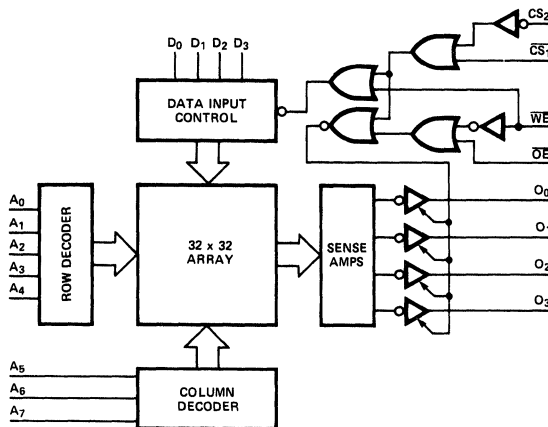 D0 D1 D2 D3
CS2
CS1
DATA INPUT
CONTROL
WE
OE
A0
A1
A2
A3
A4
ROW DECODER
32 x 32
ARRAY
SENSE
AMPS
O0
O1
O2
O3
A5
A6
A7
COLUMN
DECODER